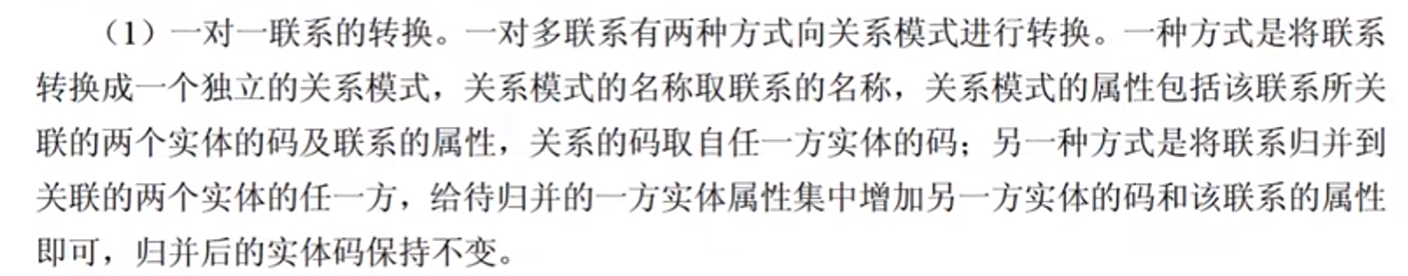 （1）一对一联系的转换。一对多联系有两种方式向关系模式进行转换。一种方式是将联系
转换成一个独立的关系模式，关系模式的名称取联系的名称，关系模式的属性包括该联系所关
联的两个实体的码及联系的属性，关系的码取自任一方实体的码；另一种方式是将联系归并到
关联的两个实体的任一方，给待归并的一方实体属性集中增加另一方实体的码和该联系的属性
即可，归并后的实体码保持不变。